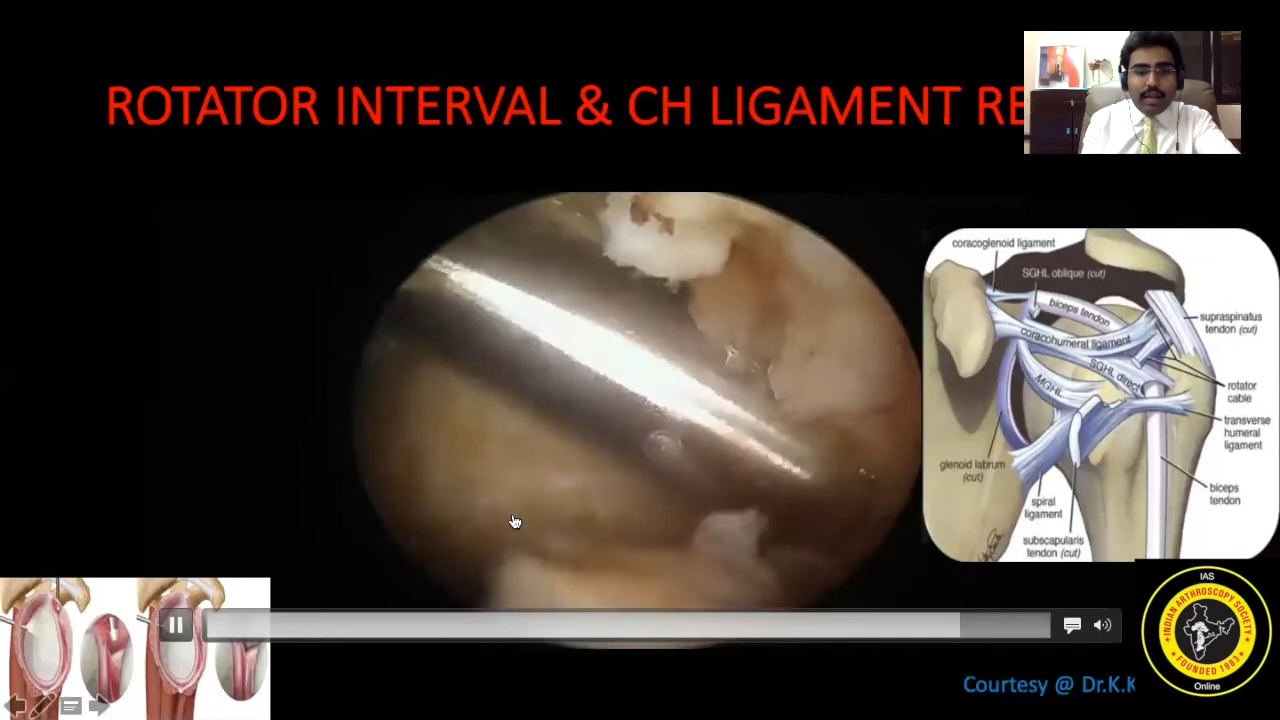 ROTATOR INTERVAL & CH LIGAMENT RE
coracoglenoid ligament
SGHL oblique (cut)
biceps tendon
coracohumeral ligament
SGHL direct
MGHL
supraspinatus
tendon (cut)
rotator
cable
transverse
humeral
ligament
glenoid labrum
(cut)
biceps
tendon
spiral
ligament
subscapularis
tendon (cut)
IAS
INDIAN ARTHROSCOPY SOCIETY
FOUNDED 1983
Online
Courtesy @ Dr.K.K